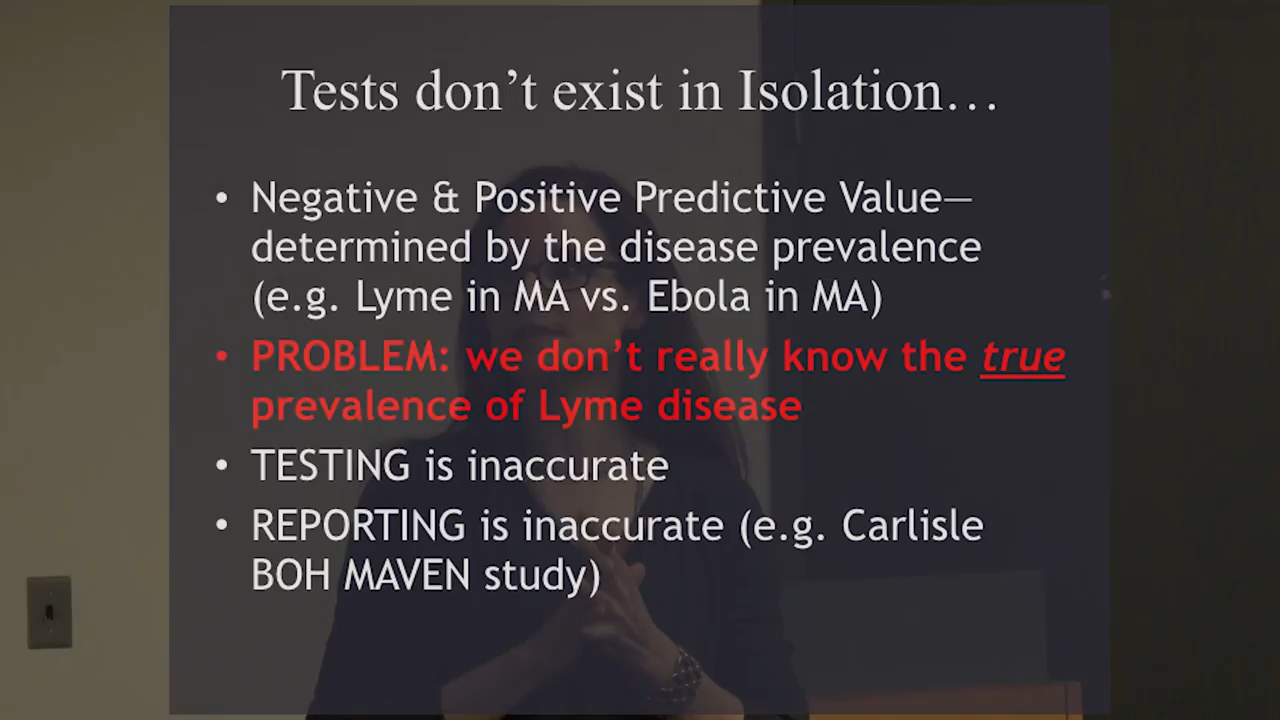 Tests don't exist in Isolation...
• Negative & Positive Predictive Value—
determined by the disease prevalence
(e.g. Lyme in MA vs. Ebola in MA)
• PROBLEM: we don't really know the true
prevalence of Lyme disease
• TESTING is inaccurate
• REPORTING is inaccurate (e.g. Carlisle
BOH MAVEN study)